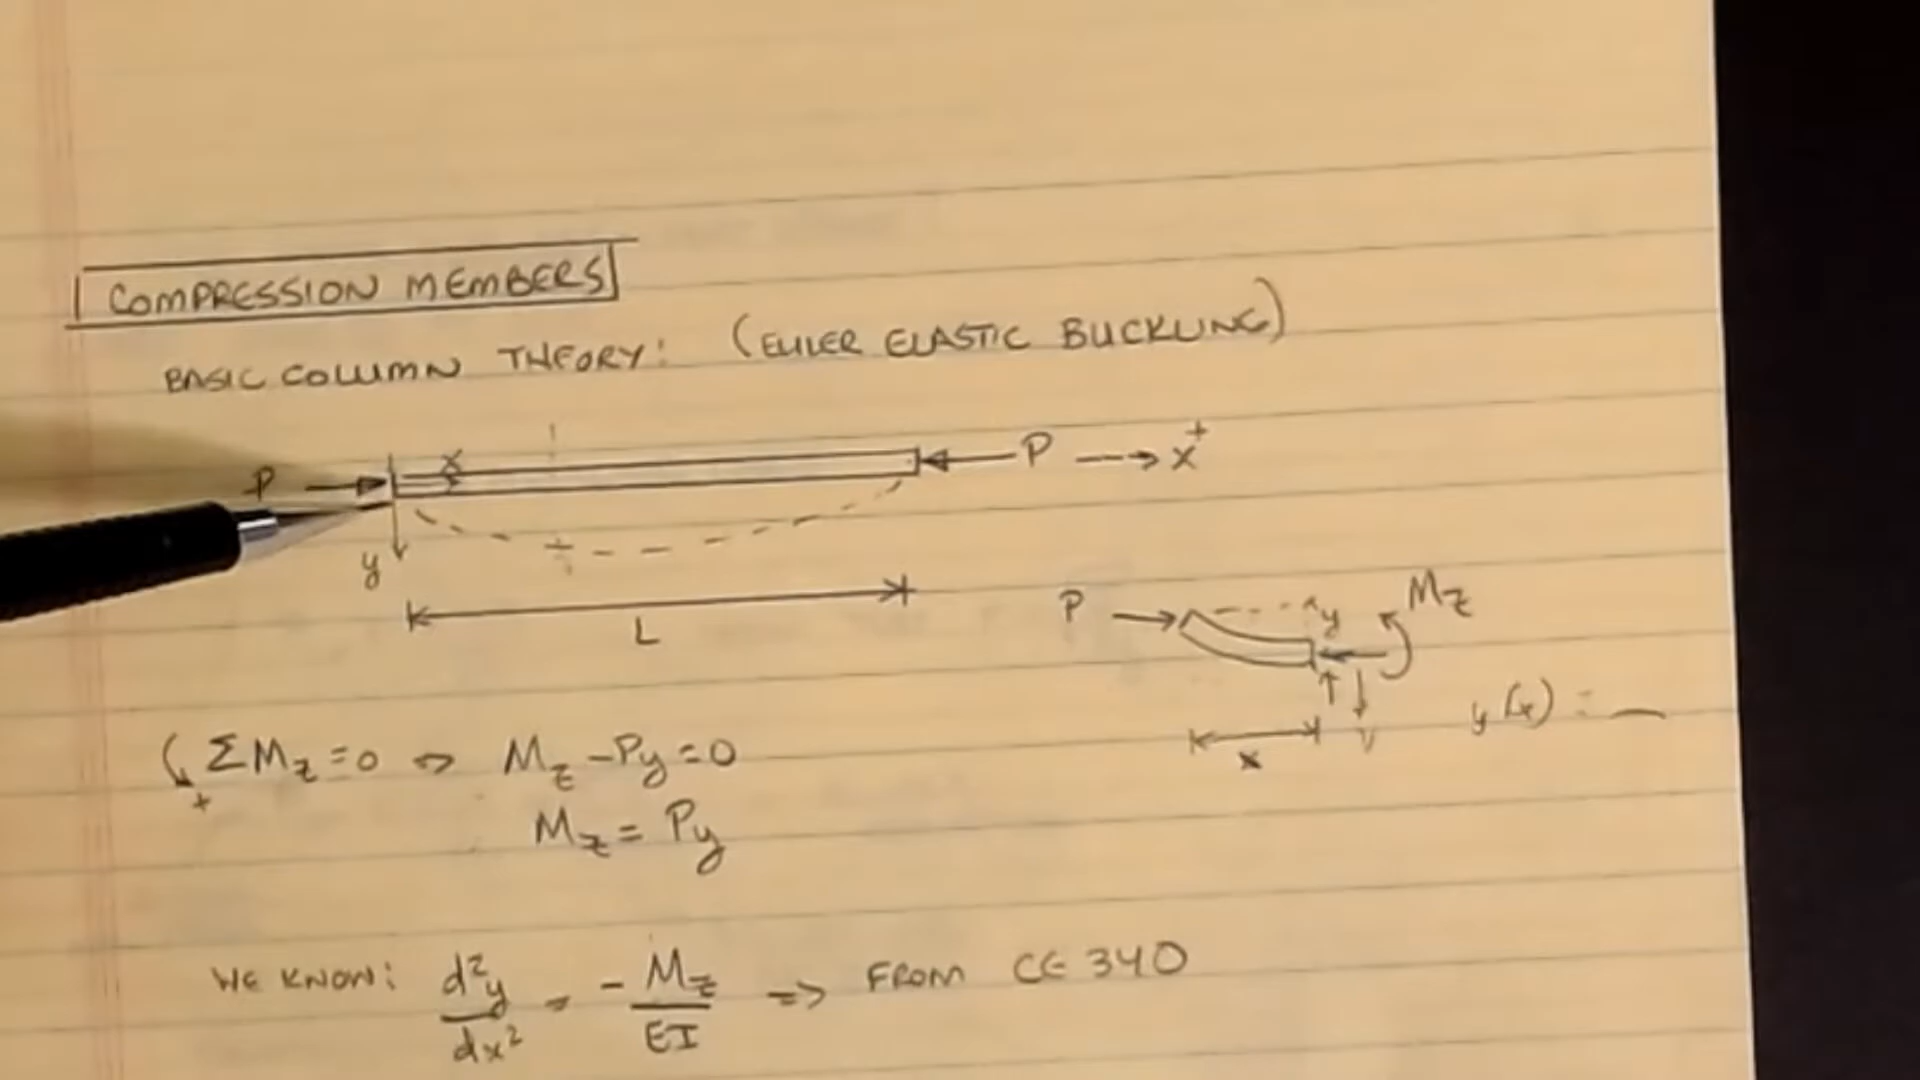 COMPRESSION MEMBERS
BASIC COLUMN THEORY: (EULER ELASTIC BUCKLING)
P x P --> x+
y
L
P y Mz
x V y(x) = _
+ ΣMz = 0 => Mz - Py = 0
Mz = Py
WE KNOW: d²y/dx² = - Mz/EI => FROM CE 340